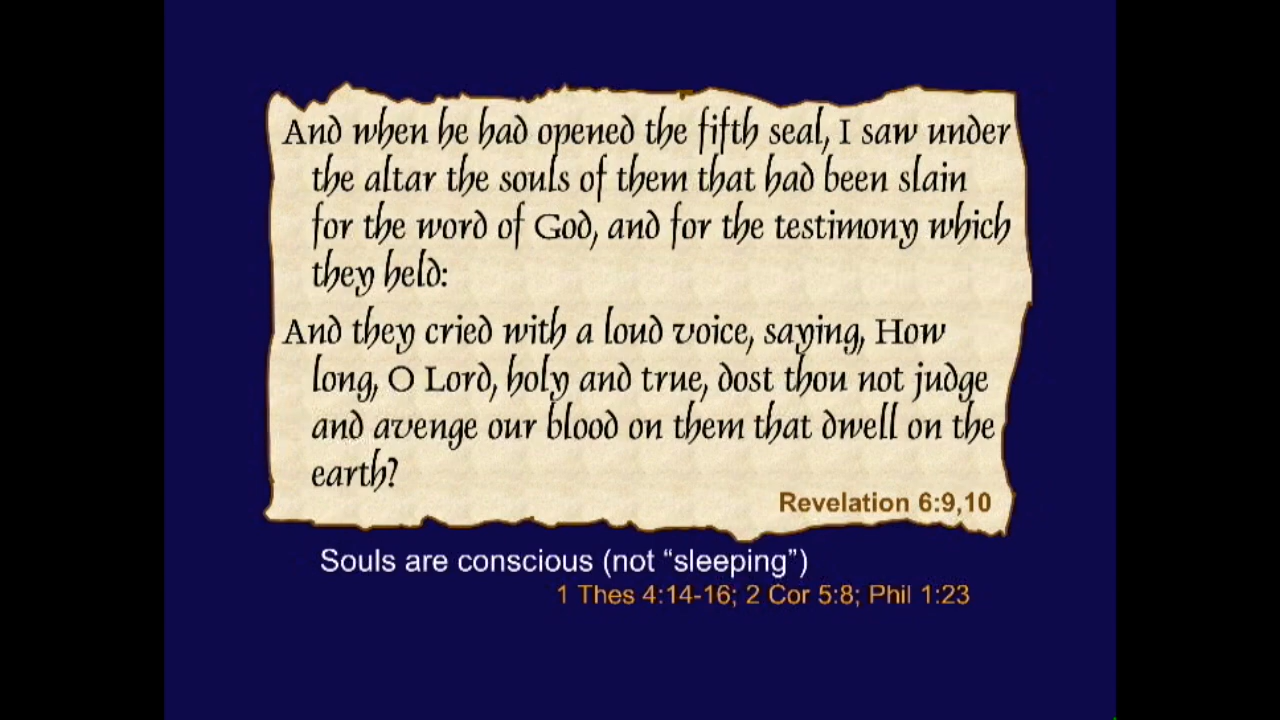 And when he had opened the fifth seal, I saw under
the altar the souls of them that had been slain
for the word of God, and for the testimony which
they held:
And they cried with a loud voice, saying, How
long, O Lord, holy and true, dost thou not judge
and avenge our blood on them that dwell on the
earth?
Revelation 6:9,10
Souls are conscious (not “sleeping”)
1 Thes 4:14-16; 2 Cor 5:8; Phil 1:23